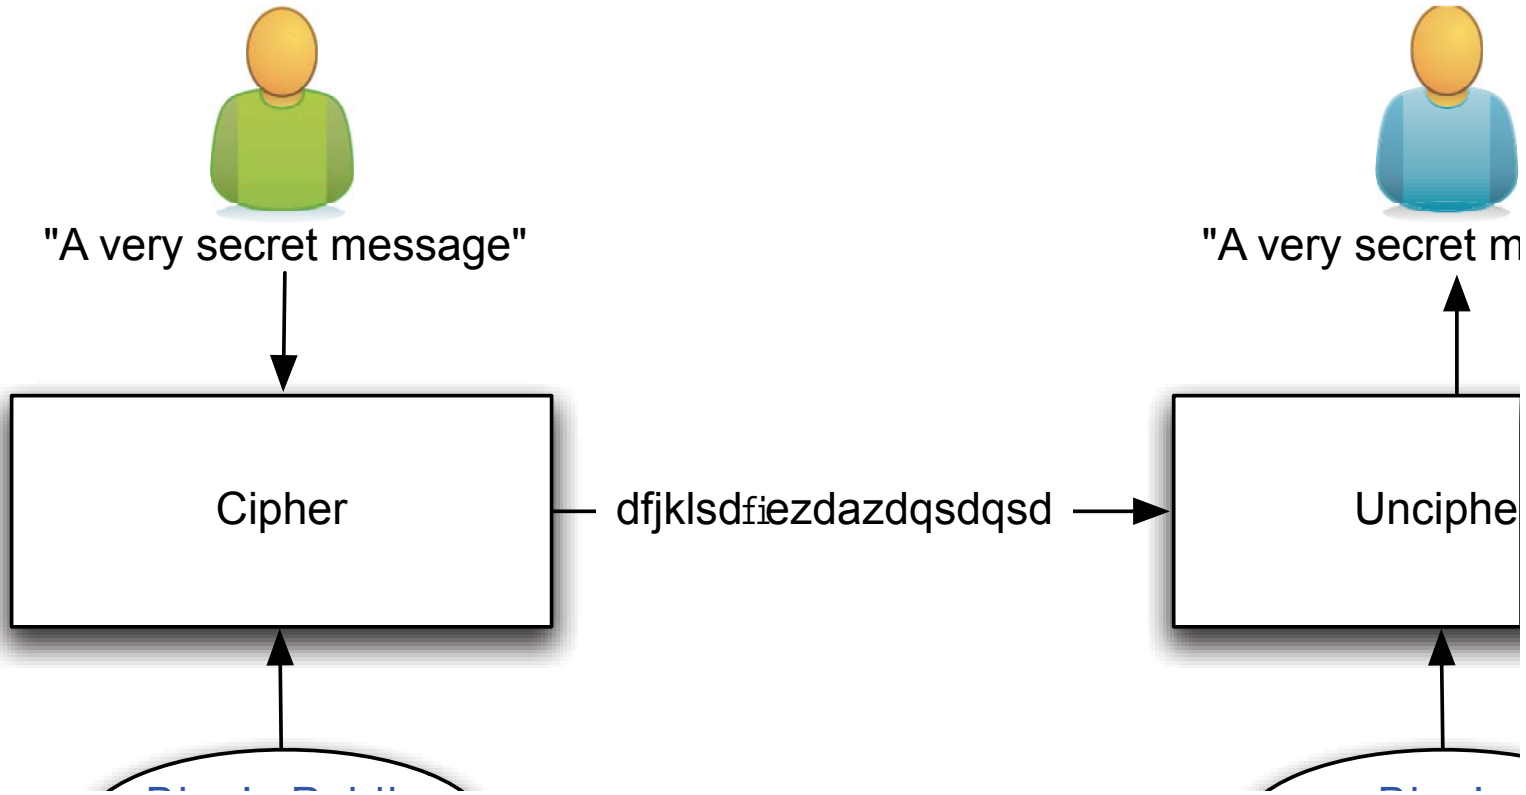 "A very secret message"
"A very secret m
Cipher
dfjklsdfiezdazdqsdqsd
Unciphe